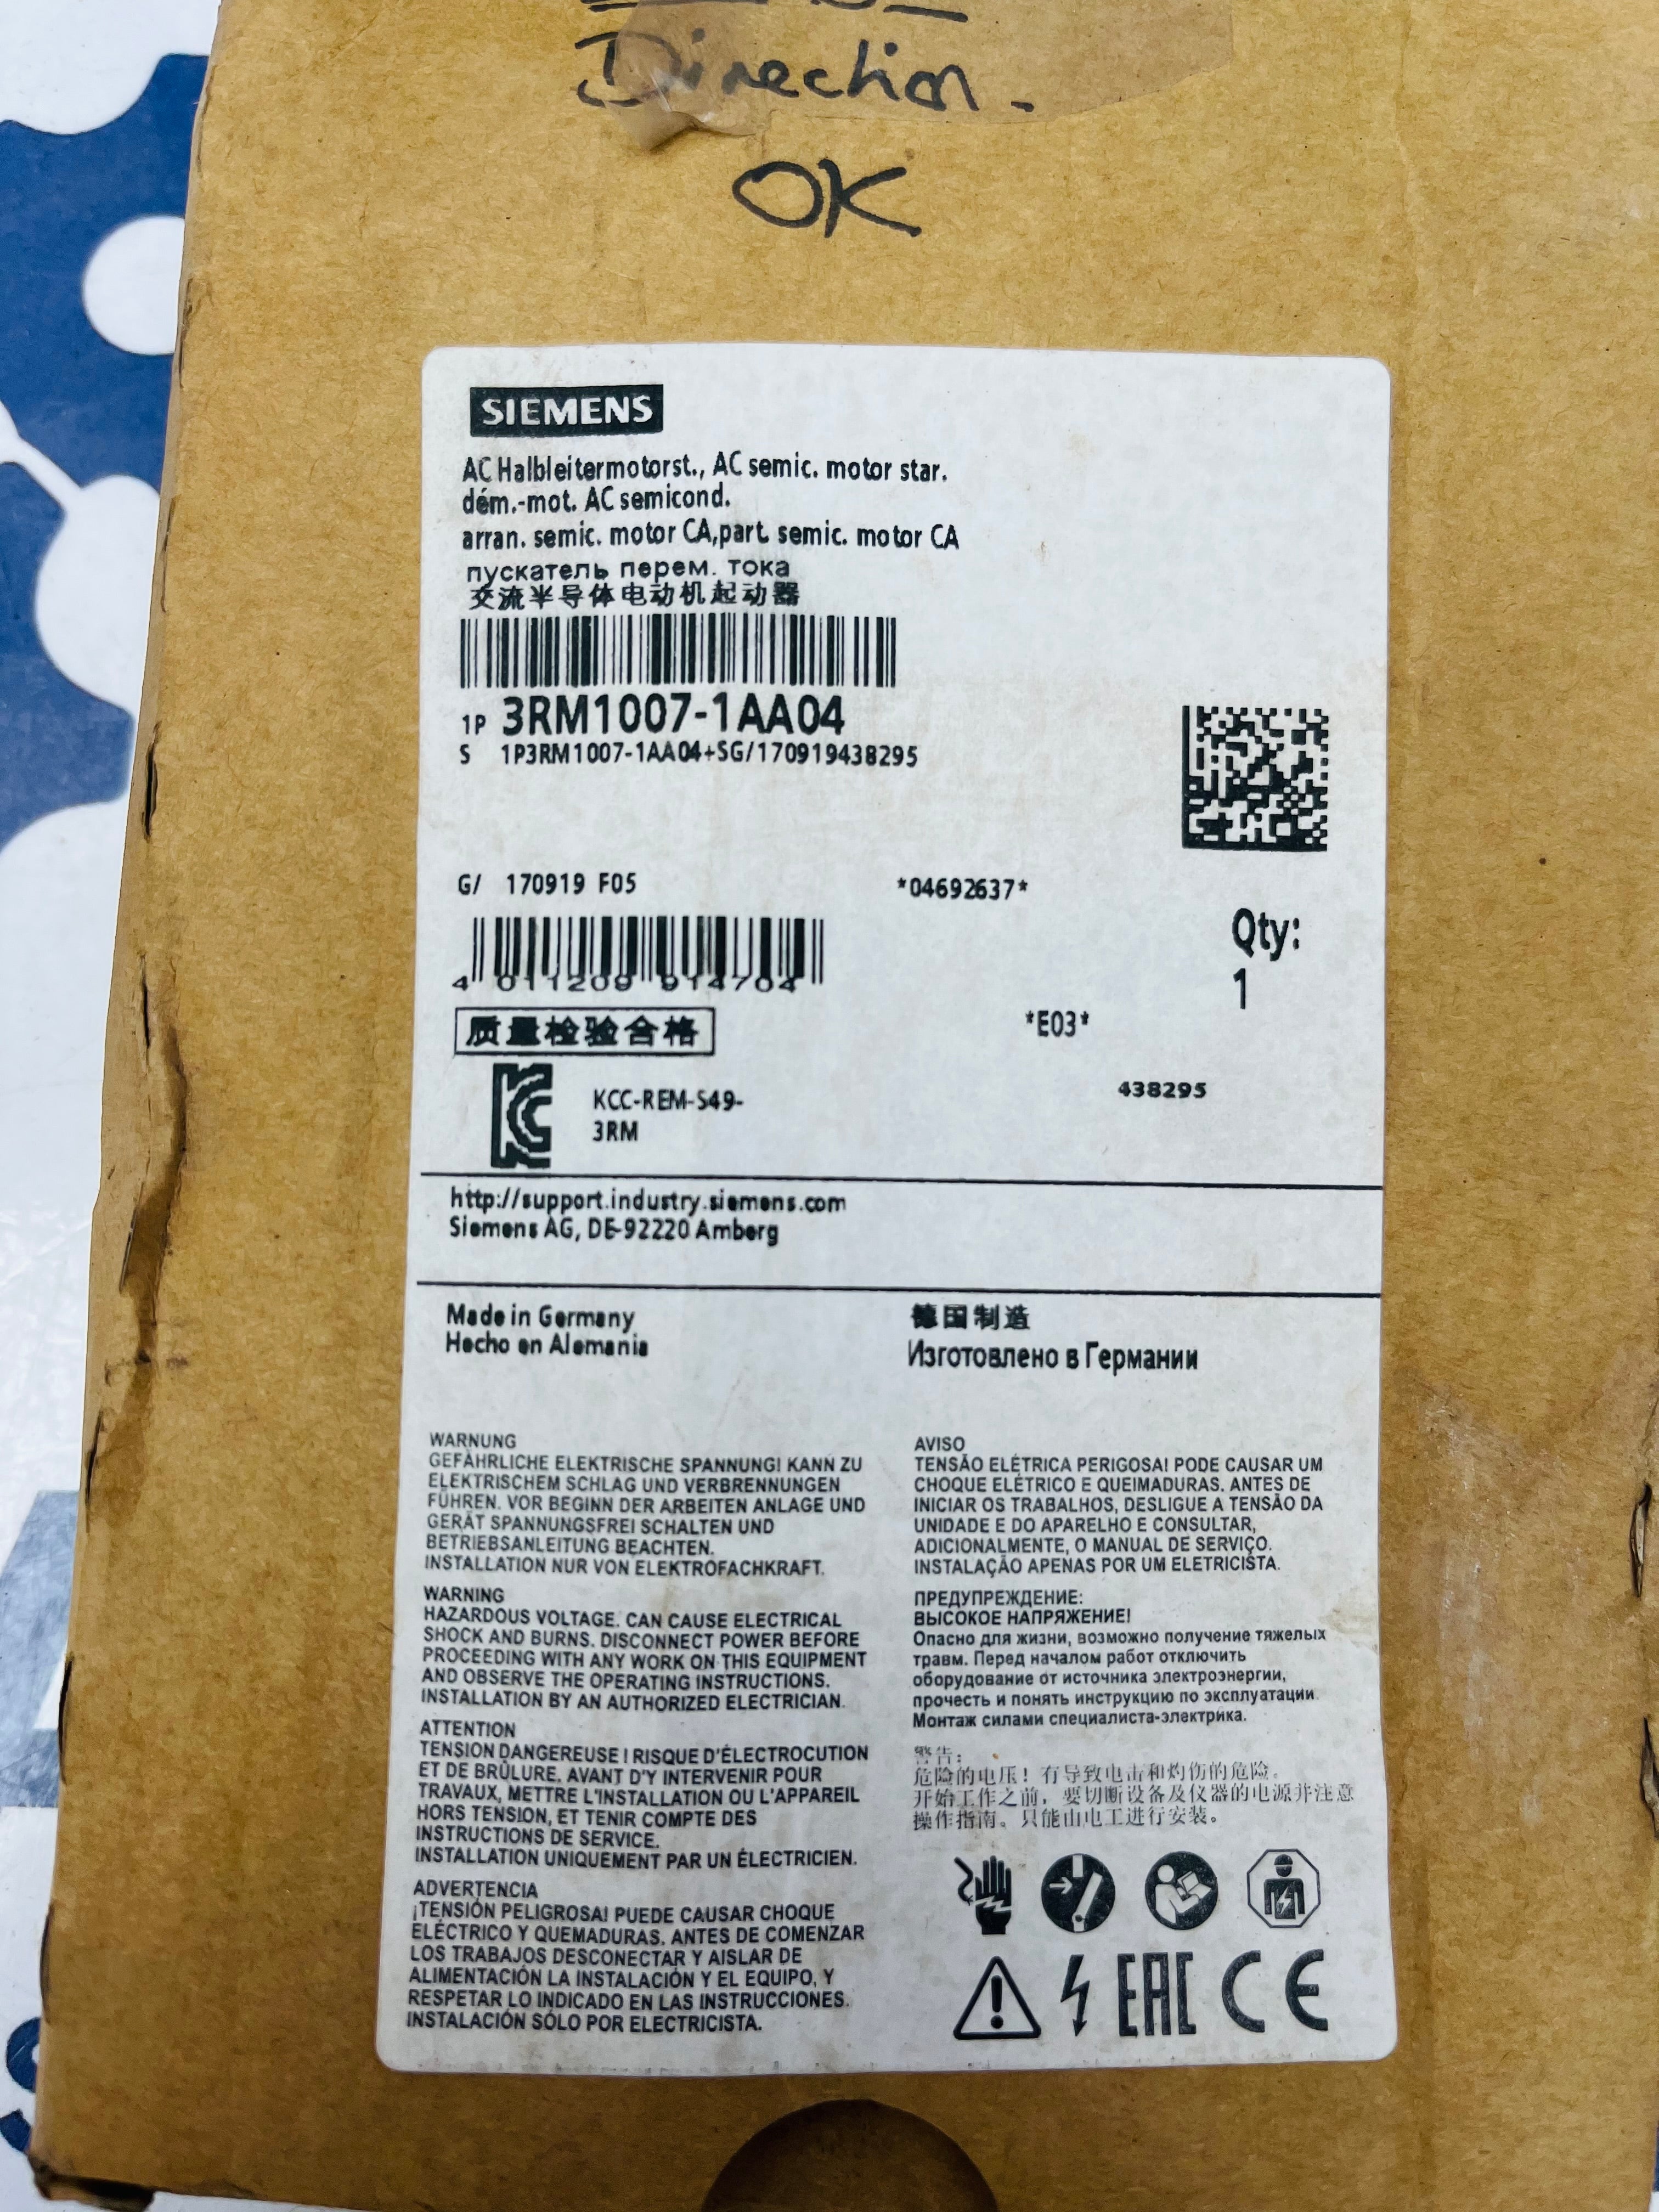 Direction -
OK
SIEMENS
AC Halbleitermotorst., AC semic. motor star.
dém.-mot. AC semicond.
arran. semic. motor CA,part. semic. motor CA
пускатель перем. тока
交流半导体电动机起动器
1P 3RM1007-1AA04
S 1P3RM1007-1AA04+SG/170919438295
G/ 170919 F05
*04692637*
4 011209 914704
Qty:
1
质量检验合格
*E03*
438295
KCC-REM-S49-
3RM
http://support.industry.siemens.com
Siemens AG, DE-92220 Amberg
Made in Germany
Hecho en Alemania
德国制造
Изготовлено в Германии
WARNUNG
GEFÄHRLICHE ELEKTRISCHE SPANNUNG! KANN ZU
ELEKTRISCHEM SCHLAG UND VERBRENNUNGEN
FÜHREN. VOR BEGINN DER ARBEITEN ANLAGE UND
GERÄT SPANNUNGSFREI SCHALTEN UND
BETRIEBSANLEITUNG BEACHTEN.
INSTALLATION NUR VON ELEKTROFACHKRAFT.
WARNING
HAZARDOUS VOLTAGE. CAN CAUSE ELECTRICAL
SHOCK AND BURNS. DISCONNECT POWER BEFORE
PROCEEDING WITH ANY WORK ON THIS EQUIPMENT
AND OBSERVE THE OPERATING INSTRUCTIONS.
INSTALLATION BY AN AUTHORIZED ELECTRICIAN.
ATTENTION
TENSION DANGEREUSE ! RISQUE D'ÉLECTROCUTION
ET DE BRÛLURE. AVANT D'Y INTERVENIR POUR
TRAVAUX, METTRE L'INSTALLATION OU L'APPAREIL
HORS TENSION, ET TENIR COMPTE DES
INSTRUCTIONS DE SERVICE.
INSTALLATION UNIQUEMENT PAR UN ÉLECTRICIEN.
ADVERTENCIA
¡TENSIÓN PELIGROSA! PUEDE CAUSAR CHOQUE
ELÉCTRICO Y QUEMADURAS. ANTES DE COMENZAR
LOS TRABAJOS DESCONECTAR Y AISLAR DE
ALIMENTACIÓN LA INSTALACIÓN Y EL EQUIPO, Y
RESPETAR LO INDICADO EN LAS INSTRUCCIONES.
INSTALACIÓN SÓLO POR ELECTRICISTA.
AVISO
TENSÃO ELÉTRICA PERIGOSA! PODE CAUSAR UM
CHOQUE ELÉTRICO E QUEIMADURAS. ANTES DE
INICIAR OS TRABALHOS, DESLIGUE A TENSÃO DA
UNIDADE E DO APARELHO E CONSULTAR,
ADICIONALMENTE, O MANUAL DE SERVIÇO.
INSTALAÇÃO APENAS POR UM ELETRICISTA.
ПРЕДУПРЕЖДЕНИЕ:
ВЫСОКОЕ НАПРЯЖЕНИЕ!
Опасно для жизни, возможно получение тяжелых
травм. Перед началом работ отключить
оборудование от источника электроэнергии,
прочесть и понять инструкцию по эксплуатации.
Монтаж силами специалиста-электрика.
警告：
危险的电压！有导致电击和灼伤的危险。
开始工作之前，要切断设备及仪器的电源并注意
操作指南。只能由电工进行安装。
EAC CE